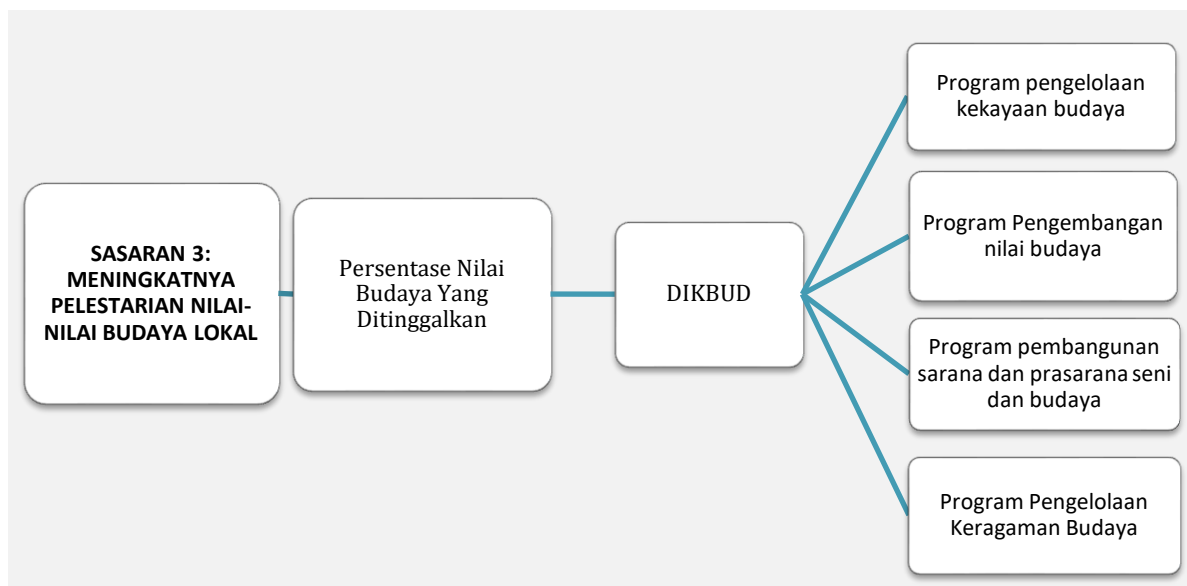 SASARAN 3:
MENINGKATNYA
PELESTARIAN NILAI-
NILAI BUDAYA LOKAL
Persentase Nilai
Budaya Yang
Ditinggalkan
DIKBUD
Program pengelolaan
kekayaan budaya
Program Pengembangan
nilai budaya
Program pembangunan
sarana dan prasarana seni
dan budaya
Program Pengelolaan
Keragaman Budaya